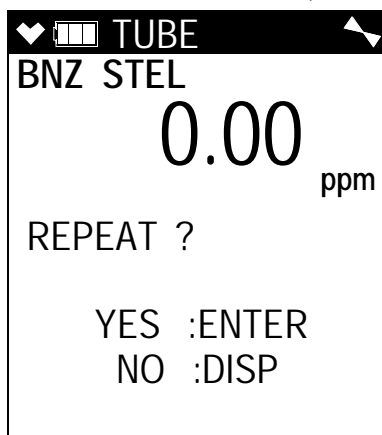 TUBE
BNZ STEL
0.00
ppm
REPEAT ?
YES :ENTER
NO :DISP